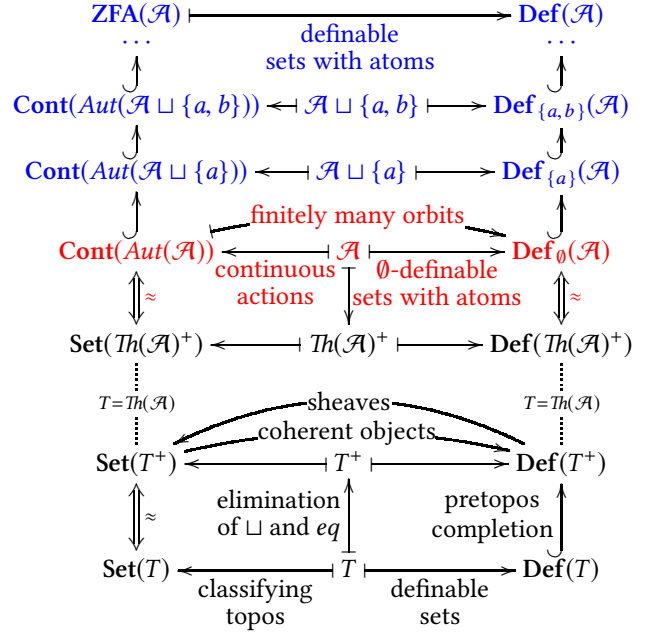 ZFA(𝒜) Def(𝒜)
definable
sets with atoms
... ...
Cont(Aut(𝒜 ⊔ {a, b})) 𝒜 ⊔ {a, b} Def_{a,b}(𝒜)
Cont(Aut(𝒜 ⊔ {a})) 𝒜 ⊔ {a} Def_{a}(𝒜)
finitely many orbits
Cont(Aut(𝒜)) 𝒜 Def_∅(𝒜)
continuous ∅-definable
actions sets with atoms
≈ ≈
Set(Th(𝒜)⁺) Th(𝒜)⁺ Def(Th(𝒜)⁺)
T=Th(𝒜) T=Th(𝒜)
sheaves
coherent objects
Set(T⁺) T⁺ Def(T⁺)
elimination pretopos
of ⊔ and eq completion
≈
Set(T) T Def(T)
classifying definable
topos sets